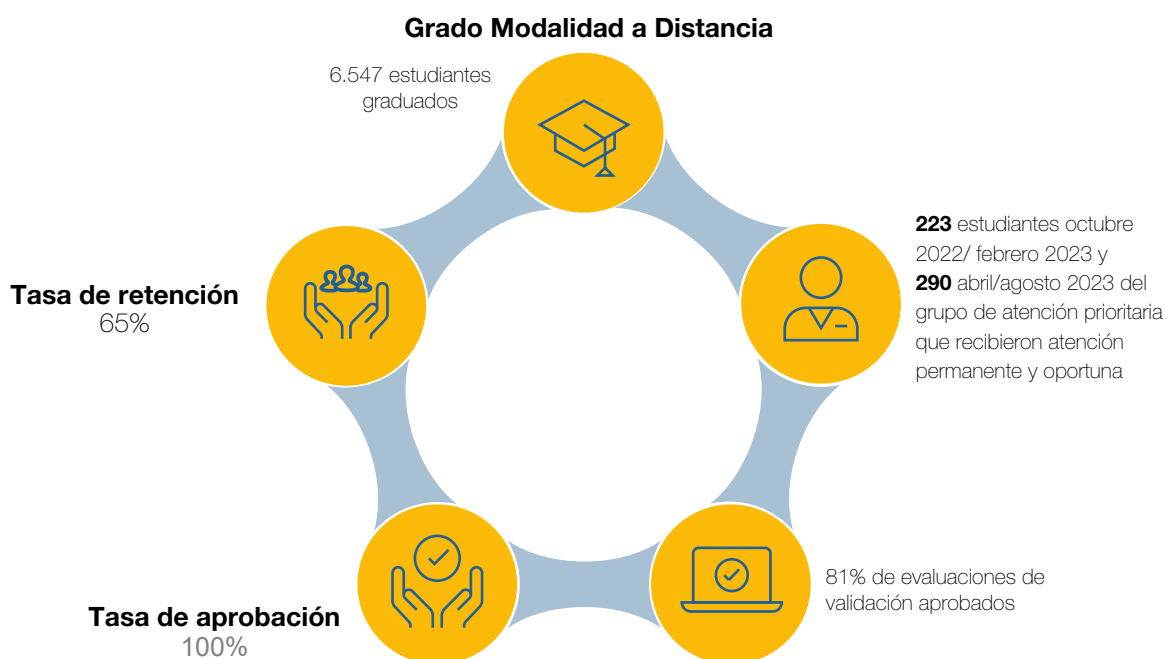 Grado Modalidad a Distancia
6.547 estudiantes
graduados
223 estudiantes octubre
2022/ febrero 2023 y
290 abril/agosto 2023 del
grupo de atención prioritaria
que recibieron atención
permanente y oportuna
Tasa de retención
65%
81% de evaluaciones de
validación aprobados
Tasa de aprobación
100%